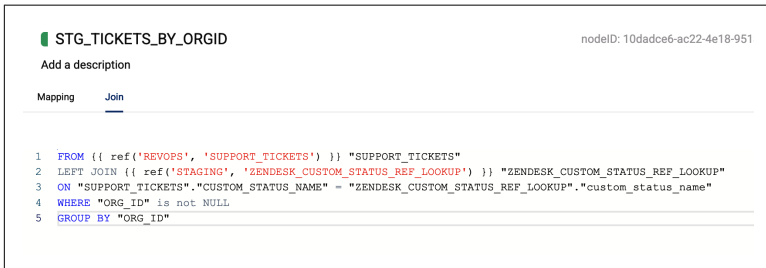 STG_TICKETS_BY_ORGID
nodeID: 10dadce6-ac22-4e18-951
Add a description
Mapping
Join
1 FROM {{ ref('REVOPS', 'SUPPORT_TICKETS') }} "SUPPORT_TICKETS"
2 LEFT JOIN {{ ref('STAGING', 'ZENDESK_CUSTOM_STATUS_REF_LOOKUP') }} "ZENDESK_CUSTOM_STATUS_REF_LOOKUP"
3 ON "SUPPORT_TICKETS"."CUSTOM_STATUS_NAME" = "ZENDESK_CUSTOM_STATUS_REF_LOOKUP"."custom_status_name"
4 WHERE "ORG_ID" is not NULL
5 GROUP BY "ORG_ID"